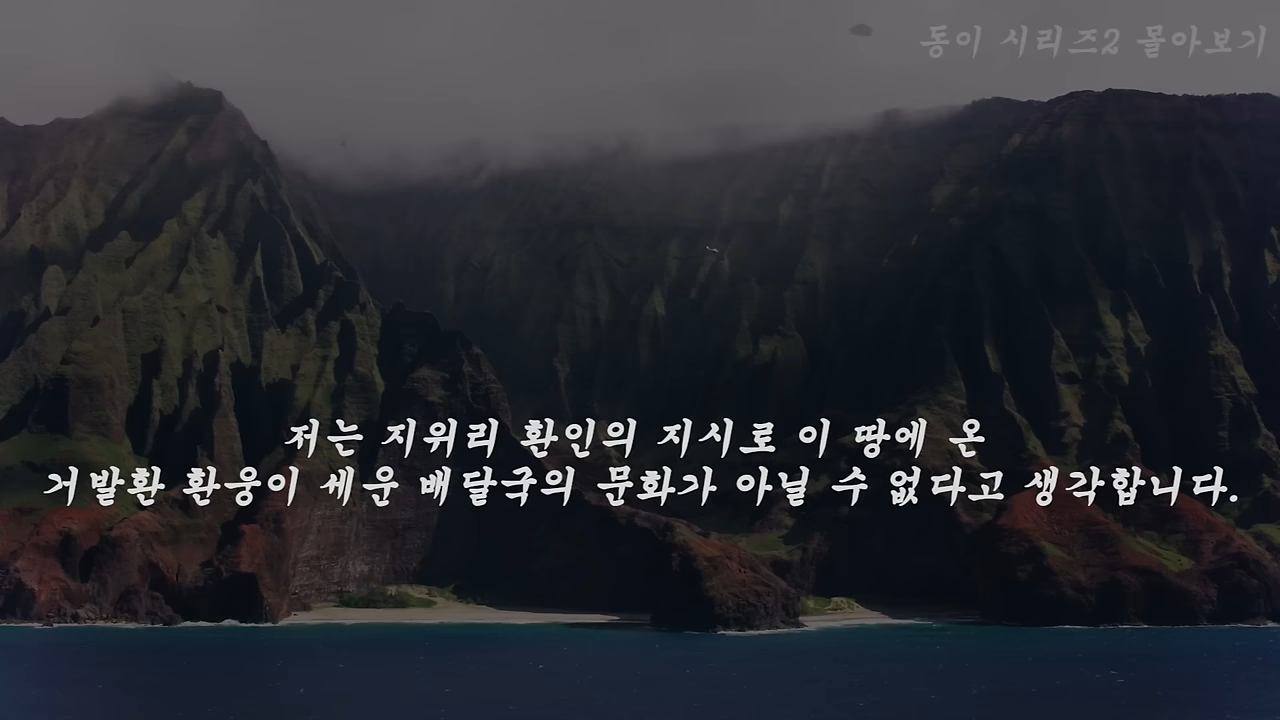 동이 시리즈2 몰아보기
저는 지위리 환인의 지시로 이 땅에 온
거발환 환웅이 세운 배달국의 문화가 아닐 수 없다고 생각합니다.